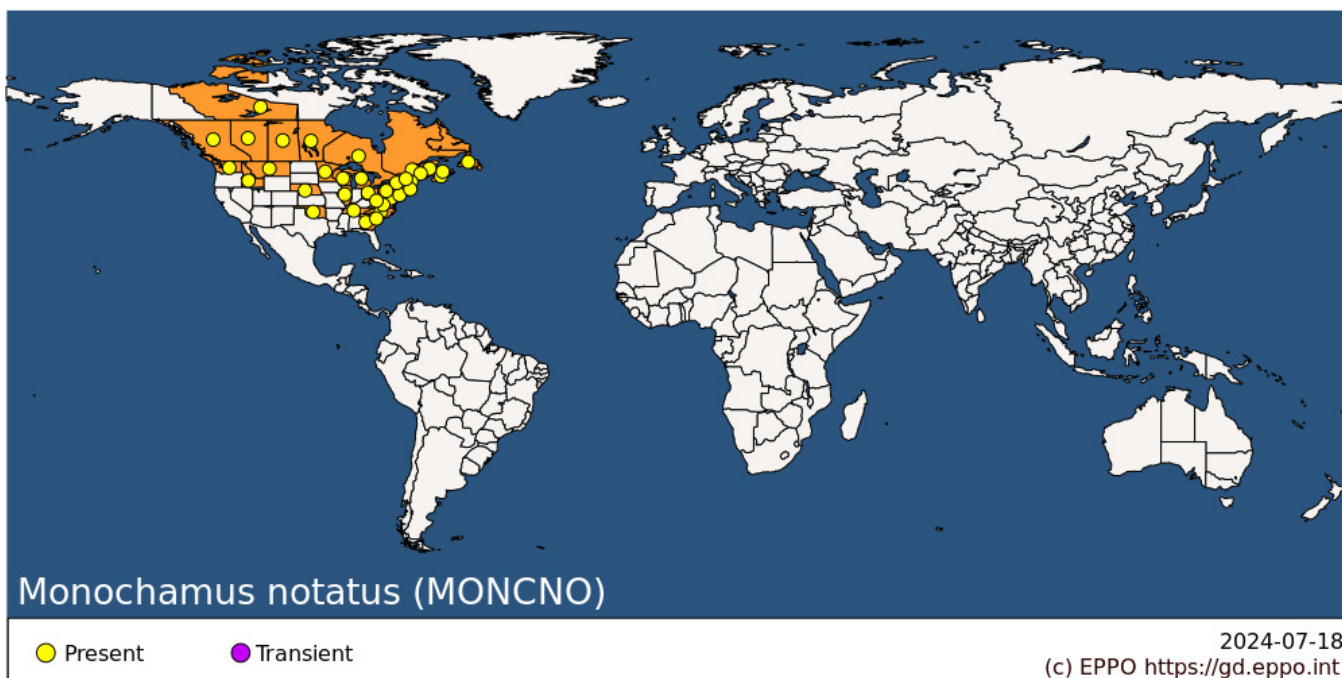 Monochamus notatus (MONCNO)
Present
Transient
2024-07-18
(c) EPPO https://gd.eppo.int